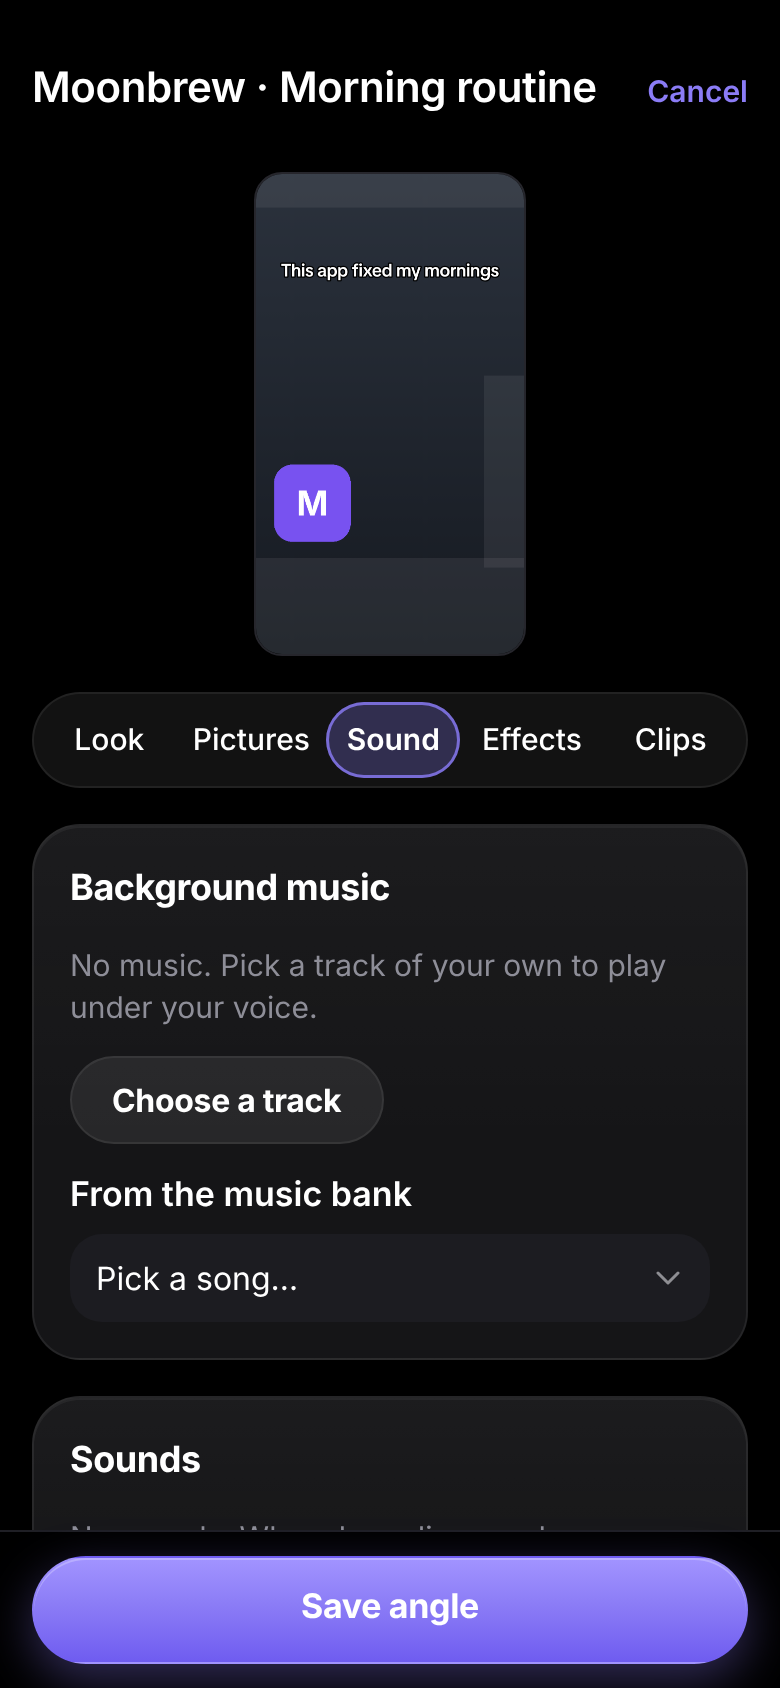 Moonbrew · Morning routine
Cancel
This app fixed my mornings
M
Look
Pictures
Sound
Effects
Clips
Background music
No music. Pick a track of your own to play
under your voice.
Choose a track
From the music bank
Pick a song...
Sounds
Save angle